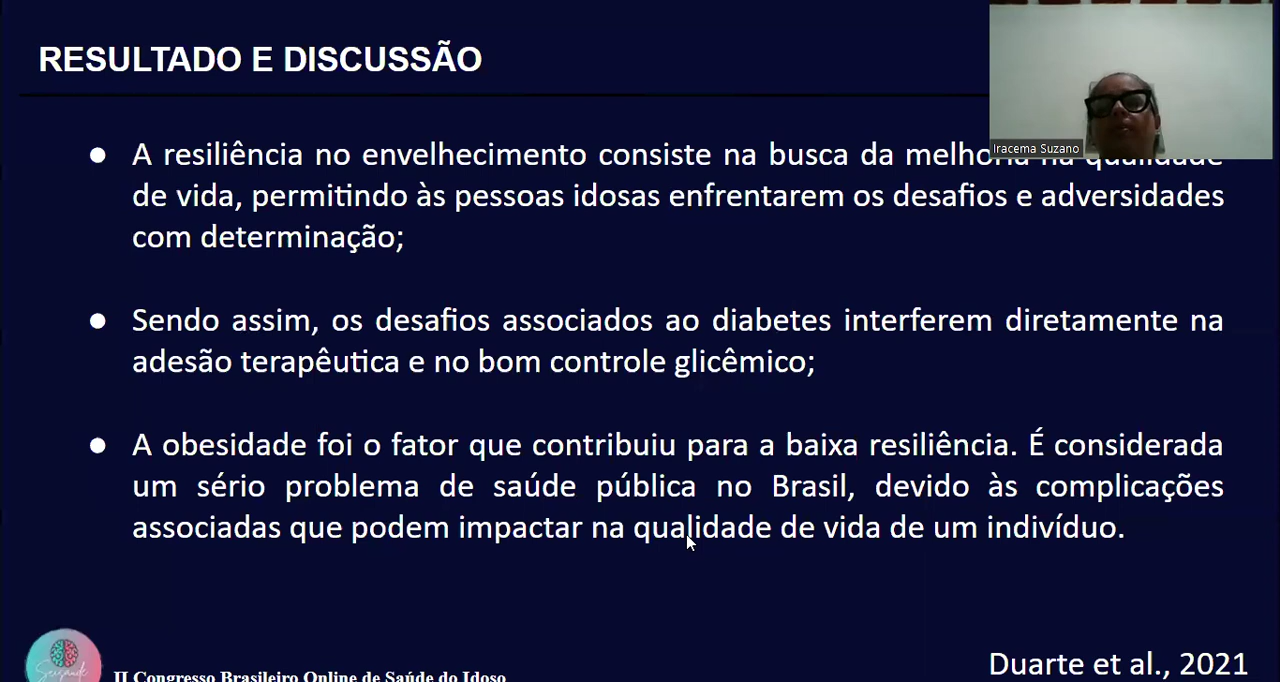 RESULTADO E DISCUSSÃO
Iracema Suzano
● A resiliência no envelhecimento consiste na busca da melhoria na qualidade
de vida, permitindo às pessoas idosas enfrentarem os desafios e adversidades
com determinação;
● Sendo assim, os desafios associados ao diabetes interferem diretamente na
adesão terapêutica e no bom controle glicêmico;
● A obesidade foi o fator que contribuiu para a baixa resiliência. É considerada
um sério problema de saúde pública no Brasil, devido às complicações
associadas que podem impactar na qualidade de vida de um indivíduo.
II Congresso Brasileiro Online de Saúde do Idoso
Duarte et al., 2021